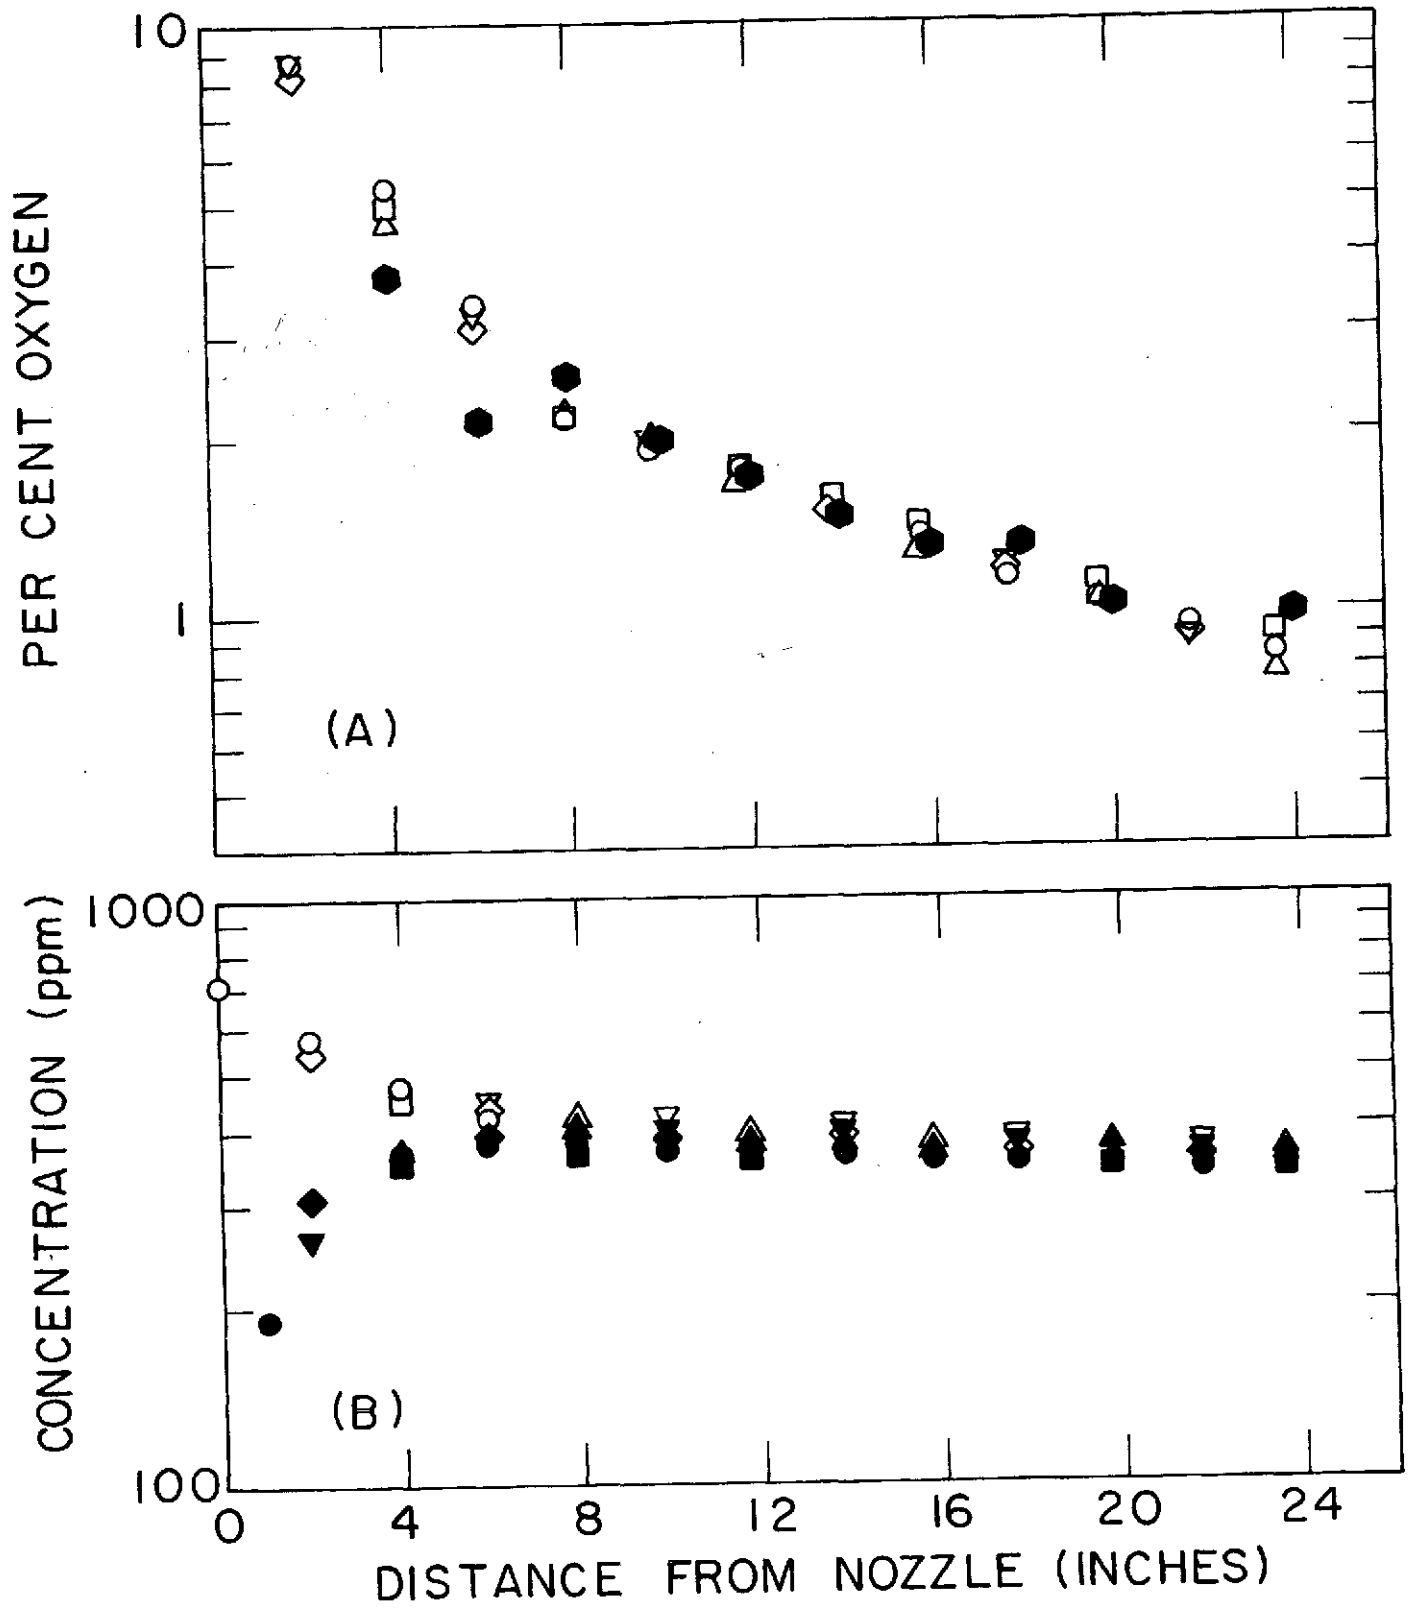 10
PER CENT OXYGEN
1
(A)
1000
CONCENTRATION (ppm)
(B)
100
0 4 8 12 16 20 24
DISTANCE FROM NOZZLE (INCHES)